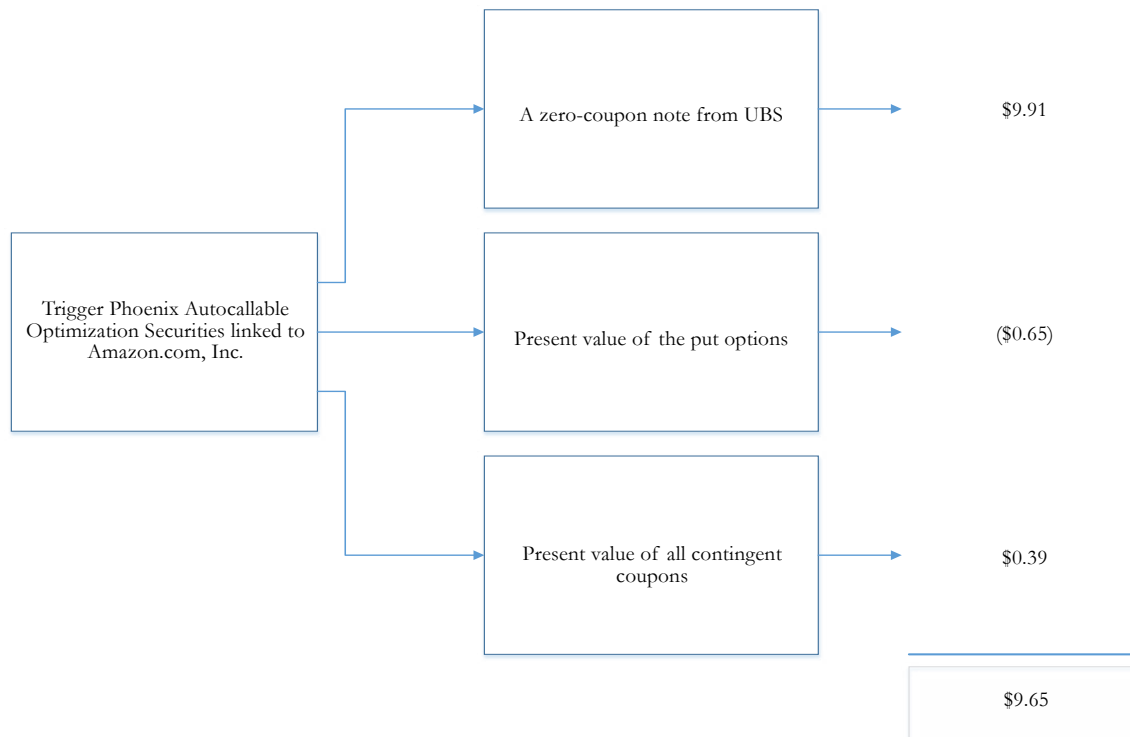 A zero-coupon note from UBS
$9.91
Trigger Phoenix Autocallable
Optimization Securities linked to
Amazon.com, Inc.
Present value of the put options
($0.65)
Present value of all contingent
coupons
$0.39
$9.65